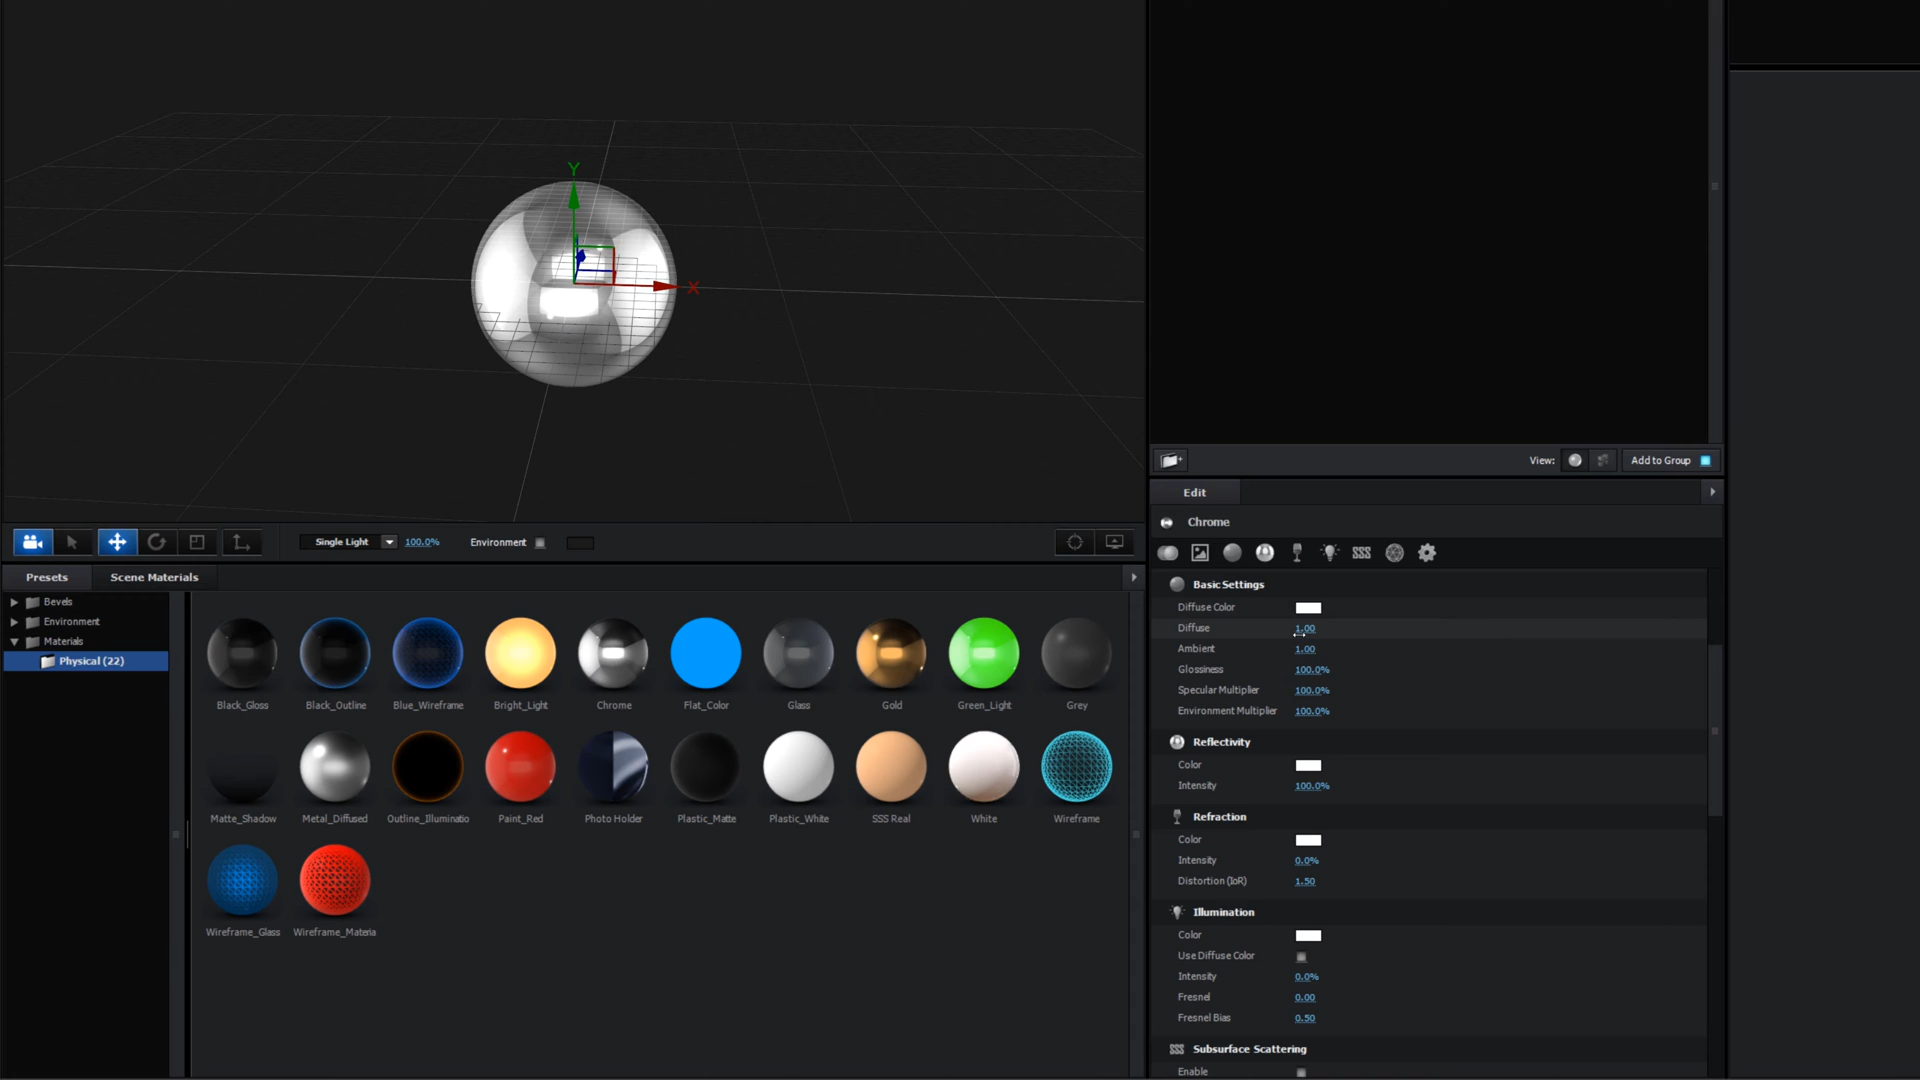 Y
X
View:
Add to Group
Edit
Chrome
Single Light
100.0%
Environment
Presets
Scene Materials
Bevels
Environment
Materials
Physical (22)
Black_Gloss
Black_Outline
Blue_Wireframe
Bright_Light
Chrome
Flat_Color
Glass
Gold
Green_Light
Grey
Matte_Shadow
Metal_Diffused
Outline_Illuminatio
Paint_Red
Photo Holder
Plastic_Matte
Plastic_White
SSS Real
White
Wireframe
Wireframe_Glass
Wireframe_Materia
Basic Settings
Diffuse Color
Diffuse 1.00
Ambient 1.00
Glossiness 100.0%
Specular Multiplier 100.0%
Environment Multiplier 100.0%
Reflectivity
Color
Intensity 100.0%
Refraction
Color
Intensity 0.0%
Distortion (IoR) 1.50
Illumination
Color
Use Diffuse Color
Intensity 0.0%
Fresnel 0.00
Fresnel Bias 0.50
Subsurface Scattering
Enable